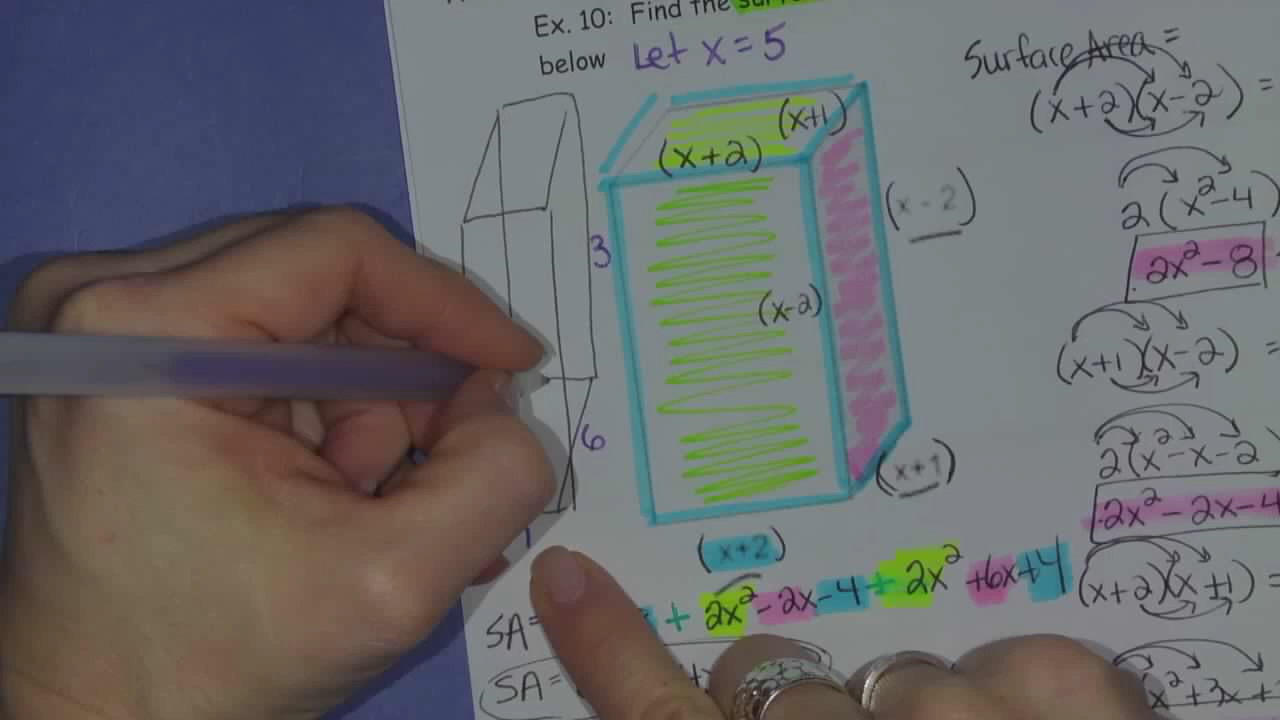 Ex. 10: Find the
below Let x = 5
Surface Area =
(x+2)(x-2) =
2(x²-4)
2x²-8
(x+1)(x-2) =
2(x²-x-2
2x²-2x-4
(x+2)(x+1) =
x²+3x+
(x+1)
(x+2)
(x-2)
3
(x-2)
6
(x+1)
(x+2)
SA= + 2x²-2x-4 + 2x²+6x+4
SA=